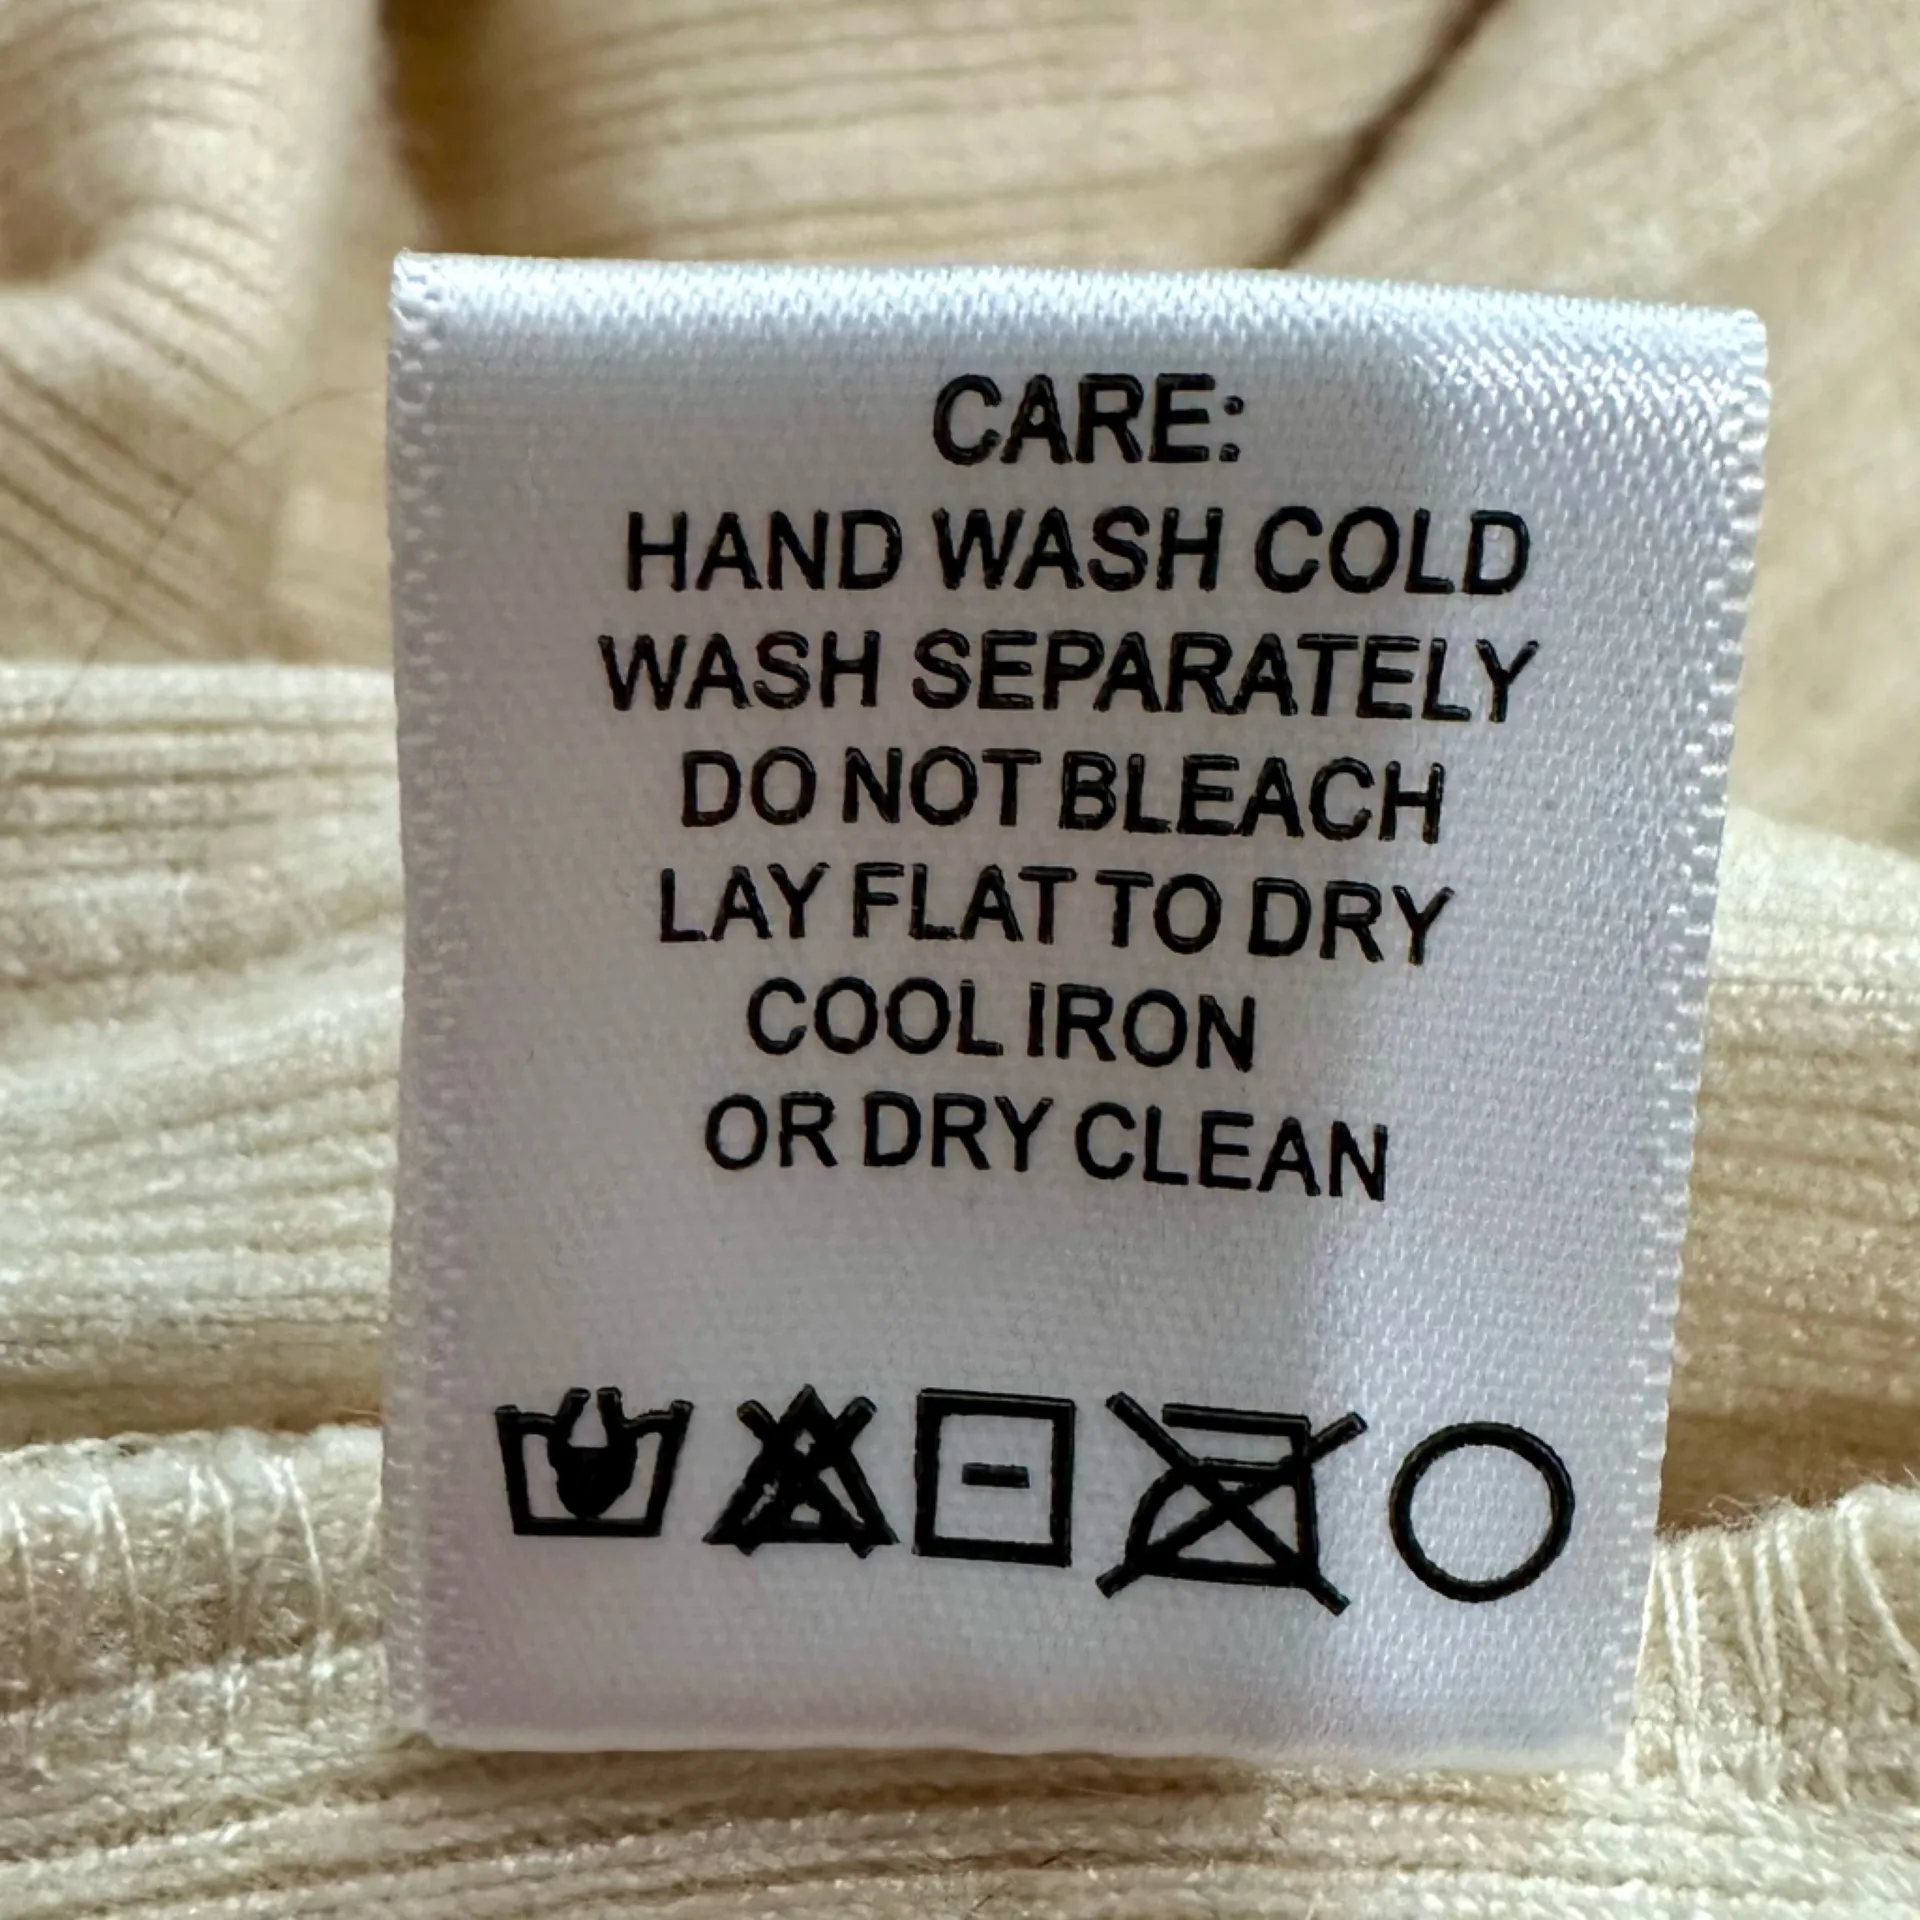 CARE:
HAND WASH COLD
WASH SEPARATELY
DO NOT BLEACH
LAY FLAT TO DRY
COOL IRON
OR DRY CLEAN